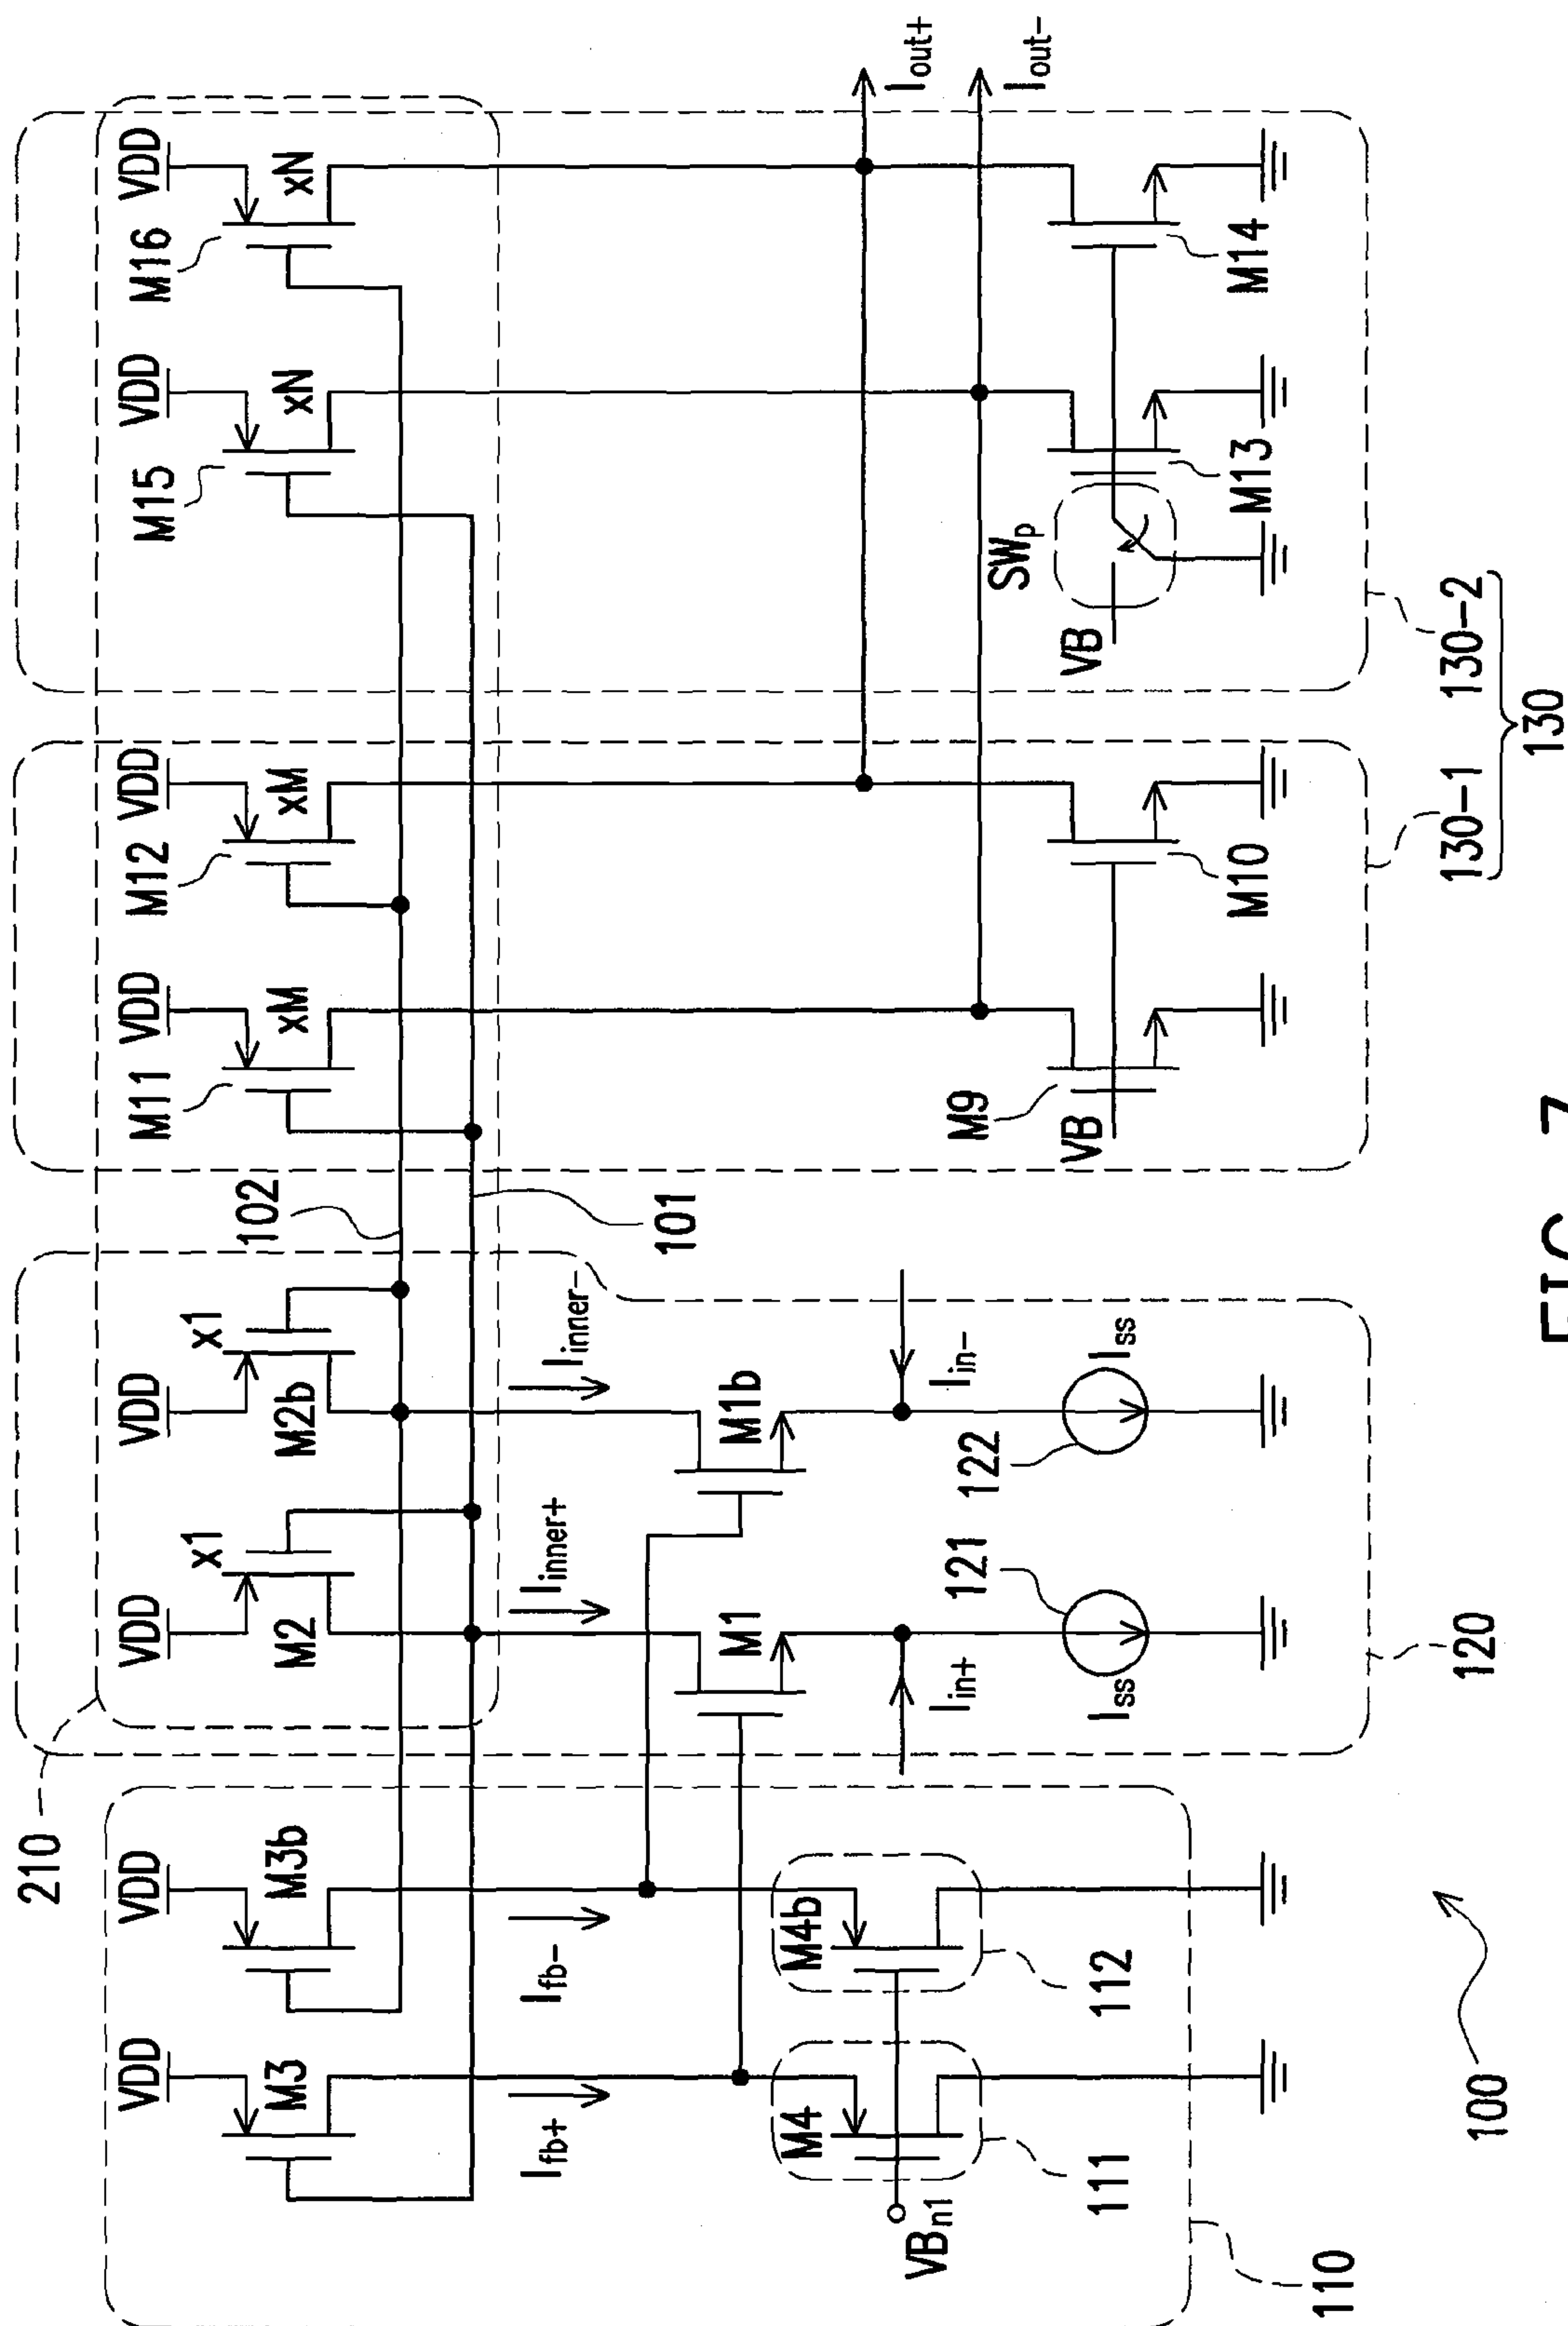 210
VDD
VDD
VDD
VDD
VDD
VDD
VDD
VDD
M3
M3b
M2
x1
M2b
x1
M11
xM
M12
xM
M15
xN
M16
xN
102
101
Ifb+
Ifb-
Iinner+
Iinner-
M1
M1b
Iout+
Iout-
M4
M4b
VBn1
111
112
Iin+
Iin-
121
Iss
122
Iss
M9
VB
M10
SWp
VB
M13
M14
110
120
130-1
130-2
130
100
FIG. 7